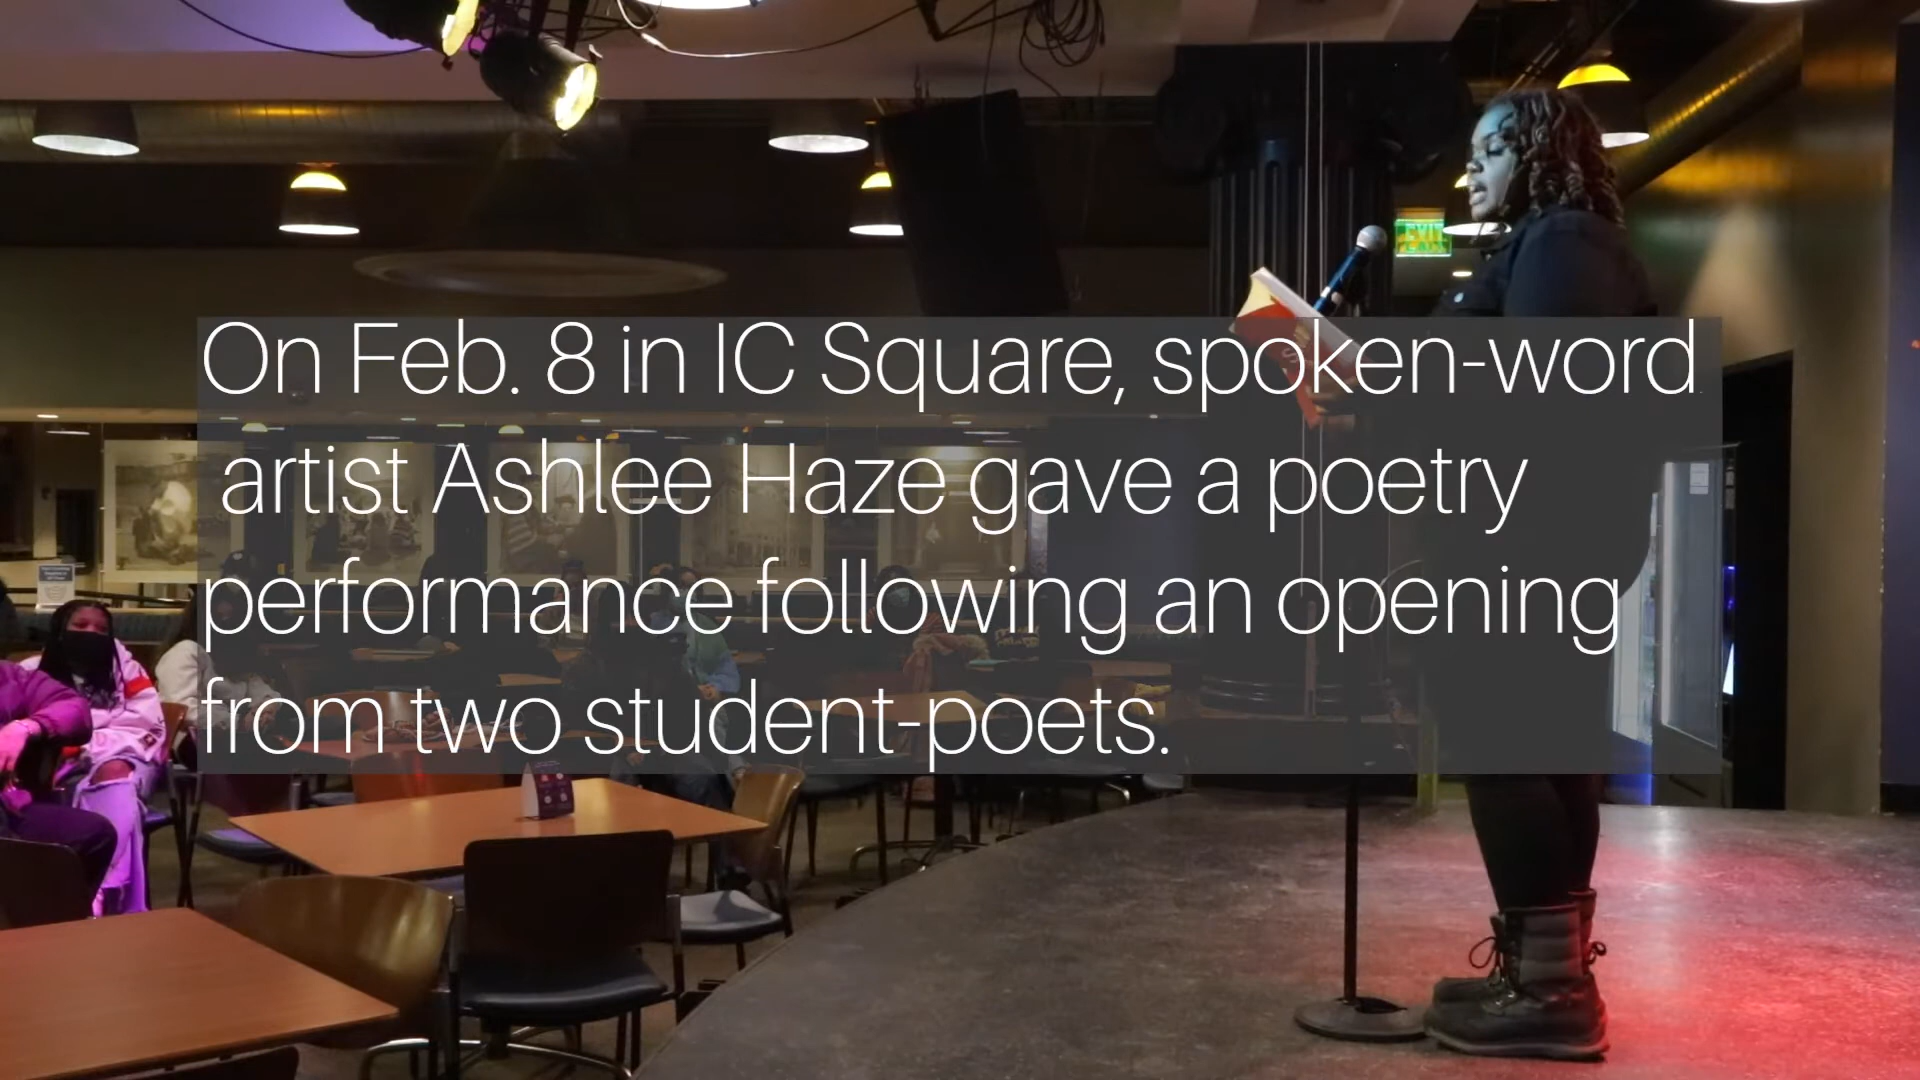 On Feb. 8 in IC Square, spoken-word
artist Ashlee Haze gave a poetry
performance following an opening
from two student-poets.
EXIT